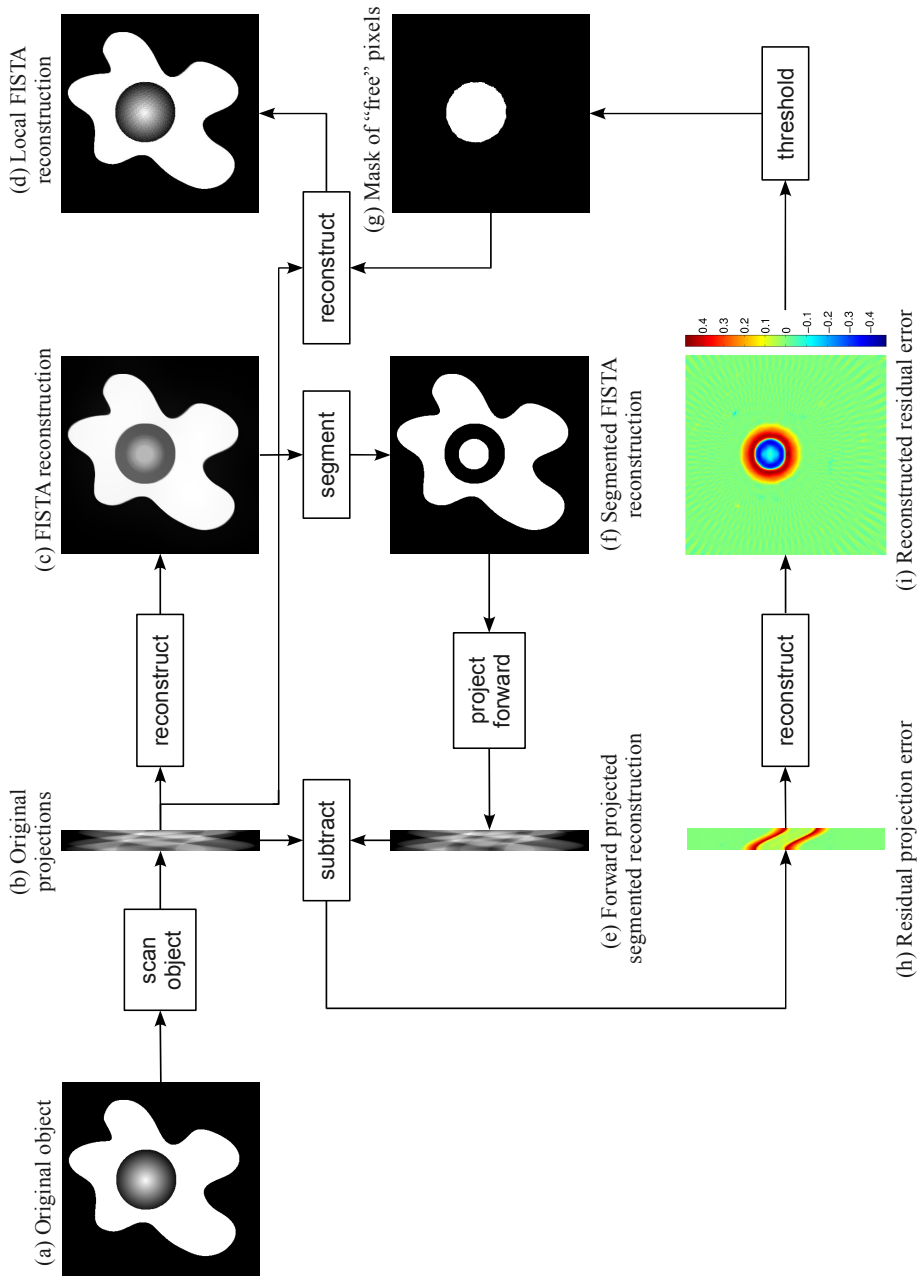 (a) Original object
scan
object
(b) Original
projections
reconstruct
(c) FISTA reconstruction
(d) Local FISTA
reconstruction
subtract
segment
reconstruct
(e) Forward projected
segmented reconstruction
project
forward
(f) Segmented FISTA
reconstruction
(g) Mask of “free” pixels
(h) Residual projection error
reconstruct
(i) Reconstructed residual error
0.4
0.3
0.2
0.1
0
−0.1
−0.2
−0.3
−0.4
threshold